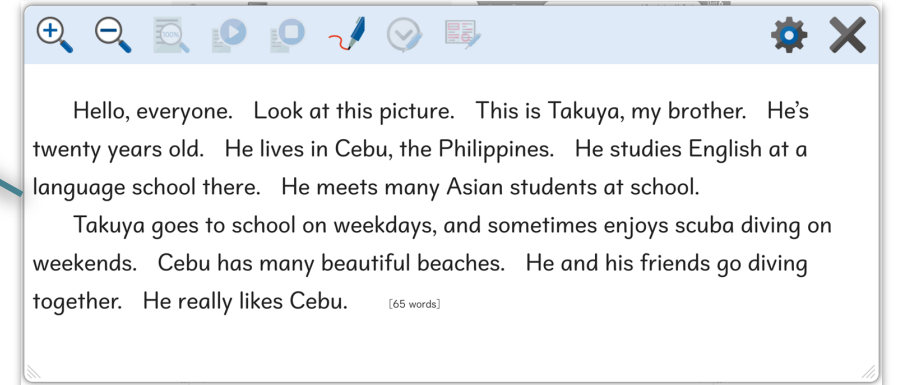 Hello, everyone. Look at this picture. This is Takuya, my brother. He's
twenty years old. He lives in Cebu, the Philippines. He studies English at a
language school there. He meets many Asian students at school.
Takuya goes to school on weekdays, and sometimes enjoys scuba diving on
weekends. Cebu has many beautiful beaches. He and his friends go diving
together. He really likes Cebu. [65 words]